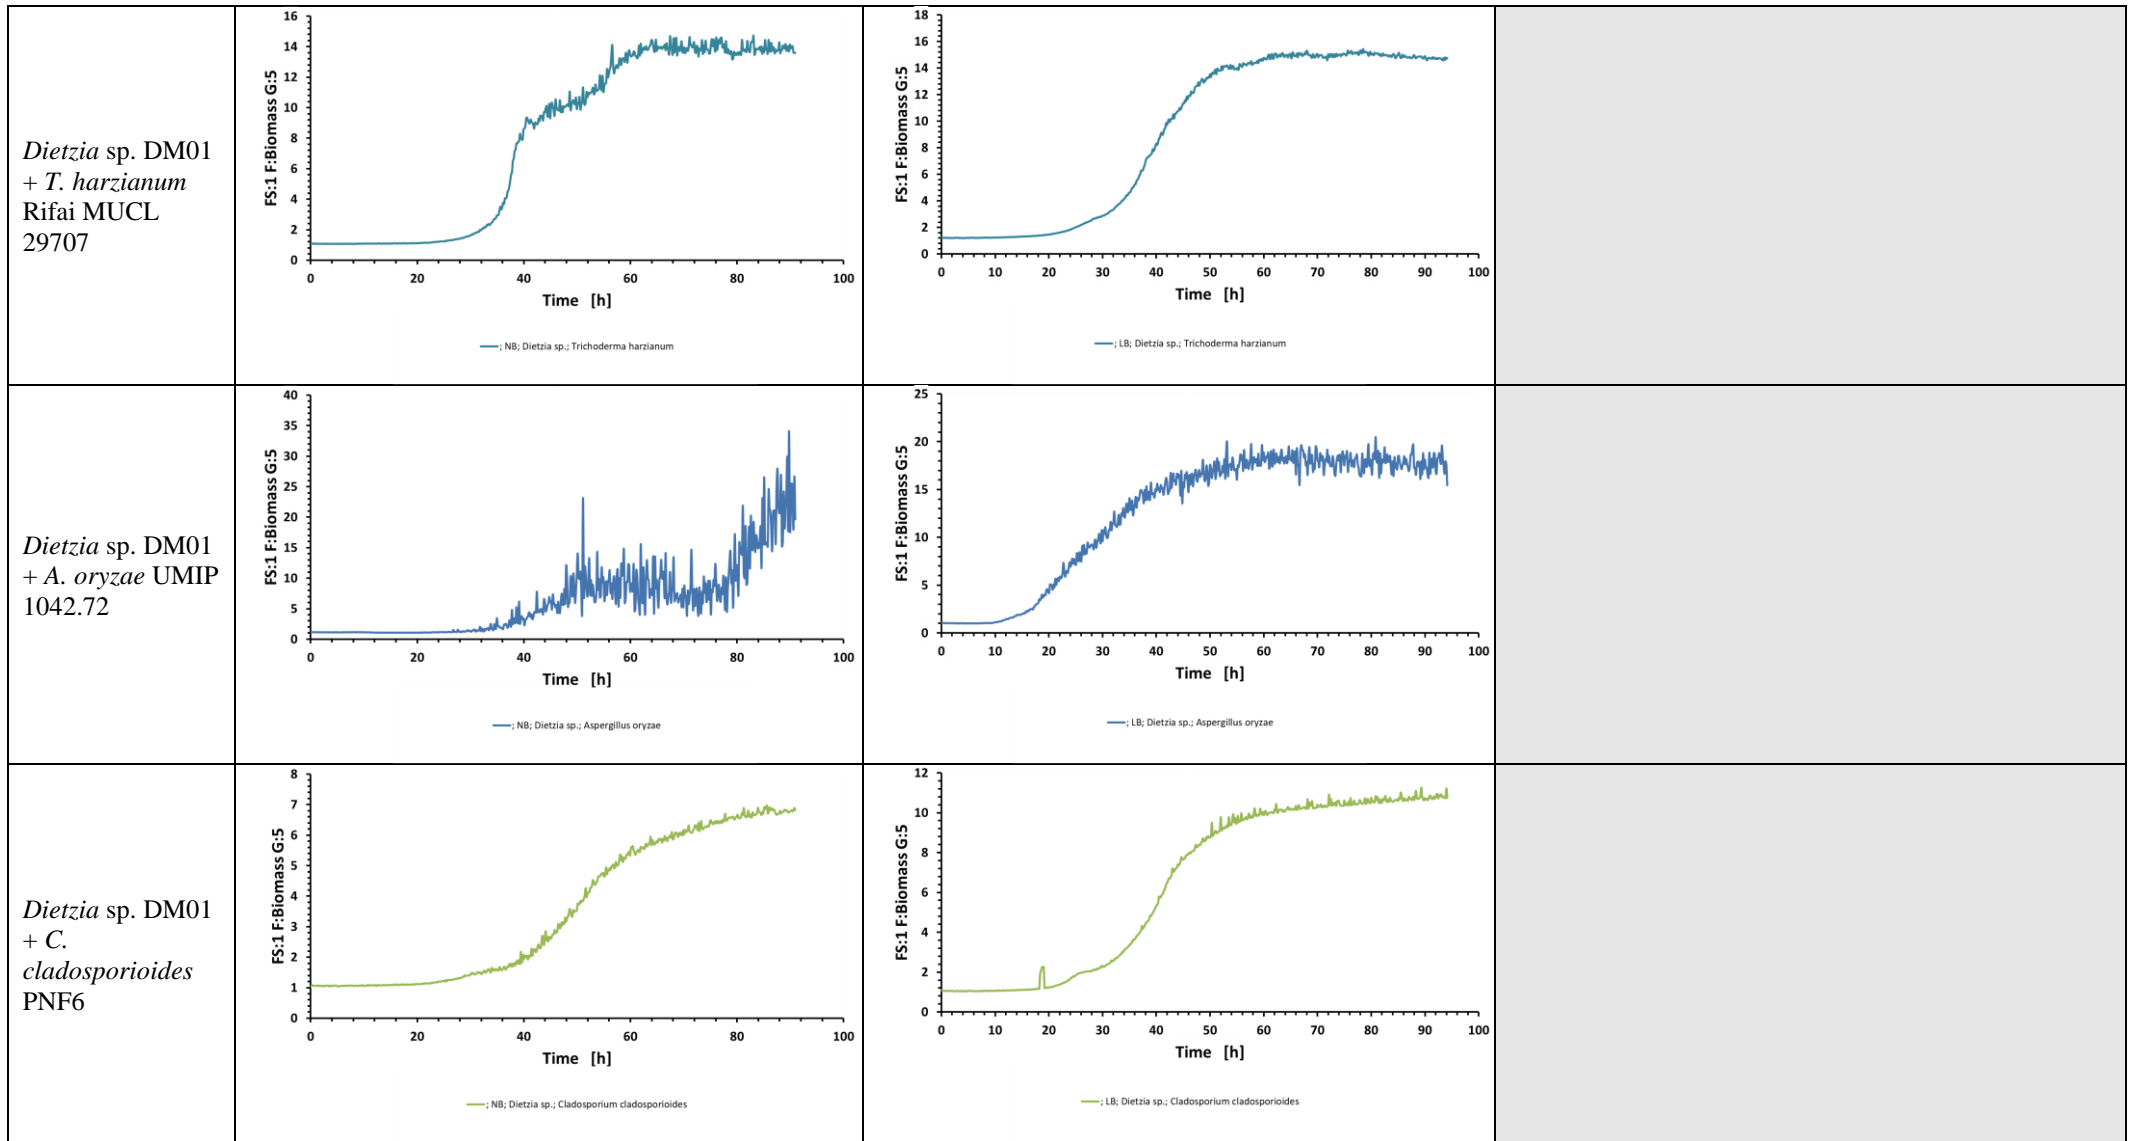 Dietzia sp. DM01
+ T. harzianum
Rifai MUCL
29707
FS:1 F:Biomass G:5
16
14
12
10
8
6
4
2
0
0 20 40 60 80 100
Time [h]
; NB; Dietzia sp.; Trichoderma harzianum
FS:1 F:Biomass G:5
18
16
14
12
10
8
6
4
2
0
0 10 20 30 40 50 60 70 80 90 100
Time [h]
; LB; Dietzia sp.; Trichoderma harzianum
Dietzia sp. DM01
+ A. oryzae UMIP
1042.72
FS:1 F:Biomass G:5
40
35
30
25
20
15
10
5
0
0 20 40 60 80 100
Time [h]
; NB; Dietzia sp.; Aspergillus oryzae
FS:1 F:Biomass G:5
25
20
15
10
5
0
0 10 20 30 40 50 60 70 80 90 100
Time [h]
; LB; Dietzia sp.; Aspergillus oryzae
Dietzia sp. DM01
+ C.
cladosporioides
PNF6
FS:1 F:Biomass G:5
8
7
6
5
4
3
2
1
0
0 20 40 60 80 100
Time [h]
; NB; Dietzia sp.; Cladosporium cladosporioides
FS:1 F:Biomass G:5
12
10
8
6
4
2
0
0 10 20 30 40 50 60 70 80 90 100
Time [h]
; LB; Dietzia sp.; Cladosporium cladosporioides